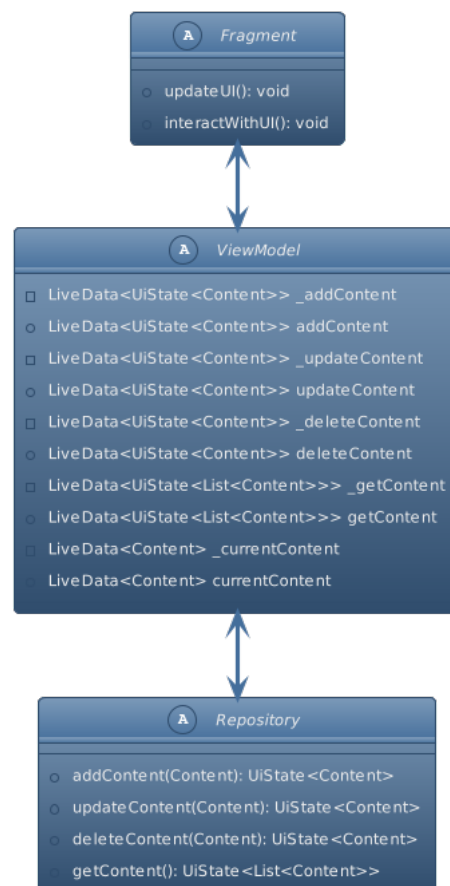 A Fragment
updateUI(): void
interactWithUI(): void
A ViewModel
LiveData<UiState<Content>> _addContent
LiveData<UiState<Content>> addContent
LiveData<UiState<Content>> _updateContent
LiveData<UiState<Content>> updateContent
LiveData<UiState<Content>> _deleteContent
LiveData<UiState<Content>> deleteContent
LiveData<UiState<List<Content>>> _getContent
LiveData<UiState<List<Content>>> getContent
LiveData<Content> _currentContent
LiveData<Content> currentContent
A Repository
addContent(Content): UiState<Content>
updateContent(Content): UiState<Content>
deleteContent(Content): UiState<Content>
getContent(): UiState<List<Content>>